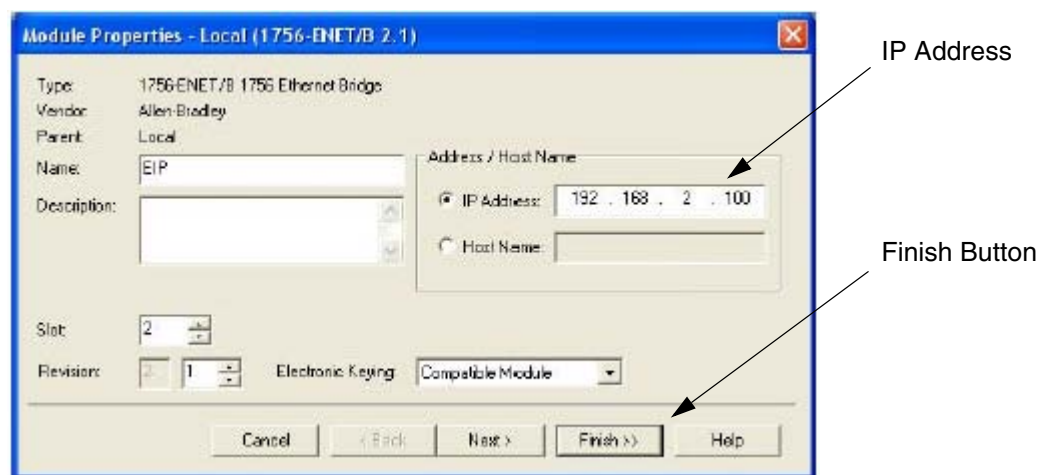 Module Properties - Local (1756-ENET/B 2.1)
IP Address
Type: 1756-ENET/B 1756 Ethernet Bridge
Vendor: Allen-Bradley
Parent: Local
Name: EIP
Address / Host Name
Description:
IP Address: 192 . 168 . 2 . 100
Host Name:
Finish Button
Slot: 2
Revision: 2 1 Electronic Keying: Compatible Module
Cancel < Back Next > Finish >> Help